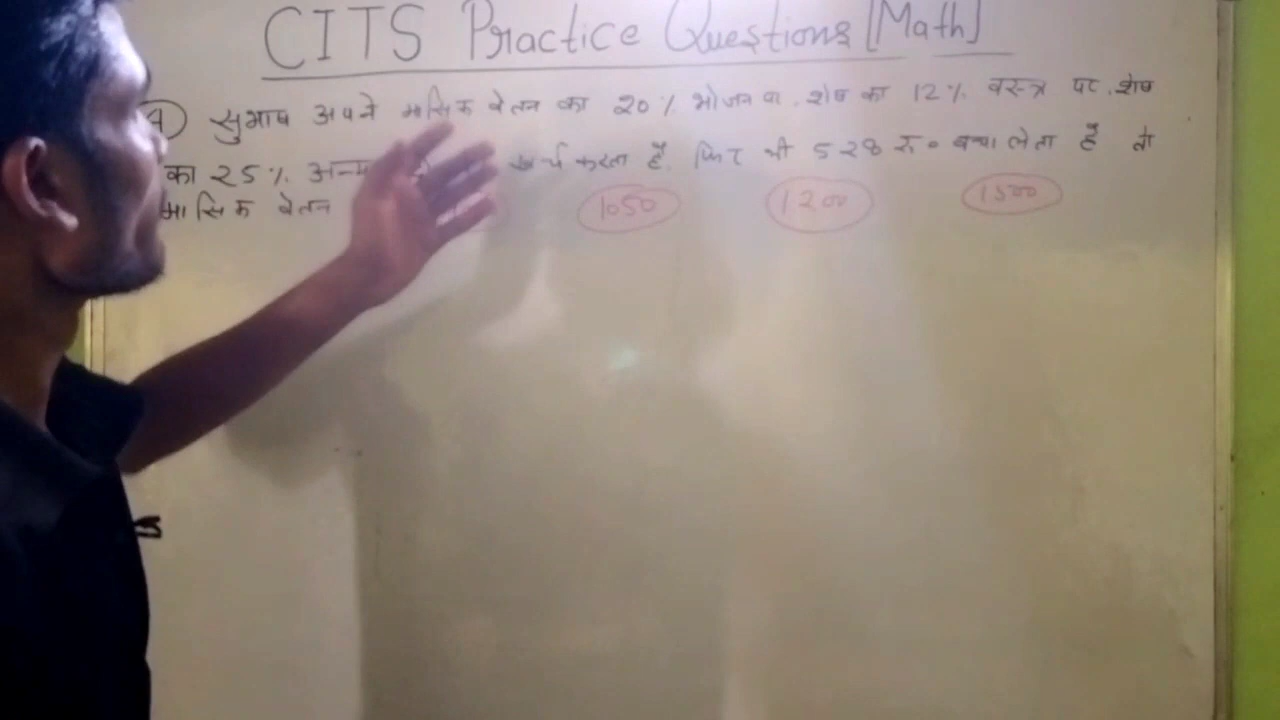 CITS Practice Questions [Math]
सुभाष अपने मासिक वेतन का 20% भोजन पर, शेष का 12% वस्त्र पर, शेष
का 25% अन्य खर्च करता हैं. फिर भी 528 रु० बचा लेता हैं तो
मासिक वेतन 1050 1200 1500